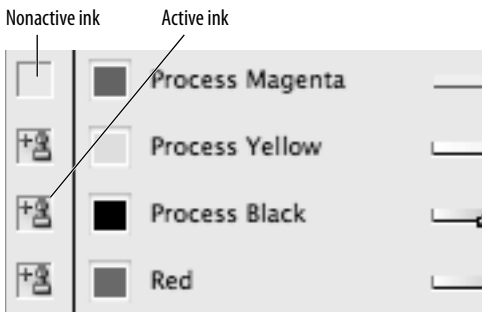 Nonactive ink Active ink
Process Magenta
Process Yellow
Process Black
Red